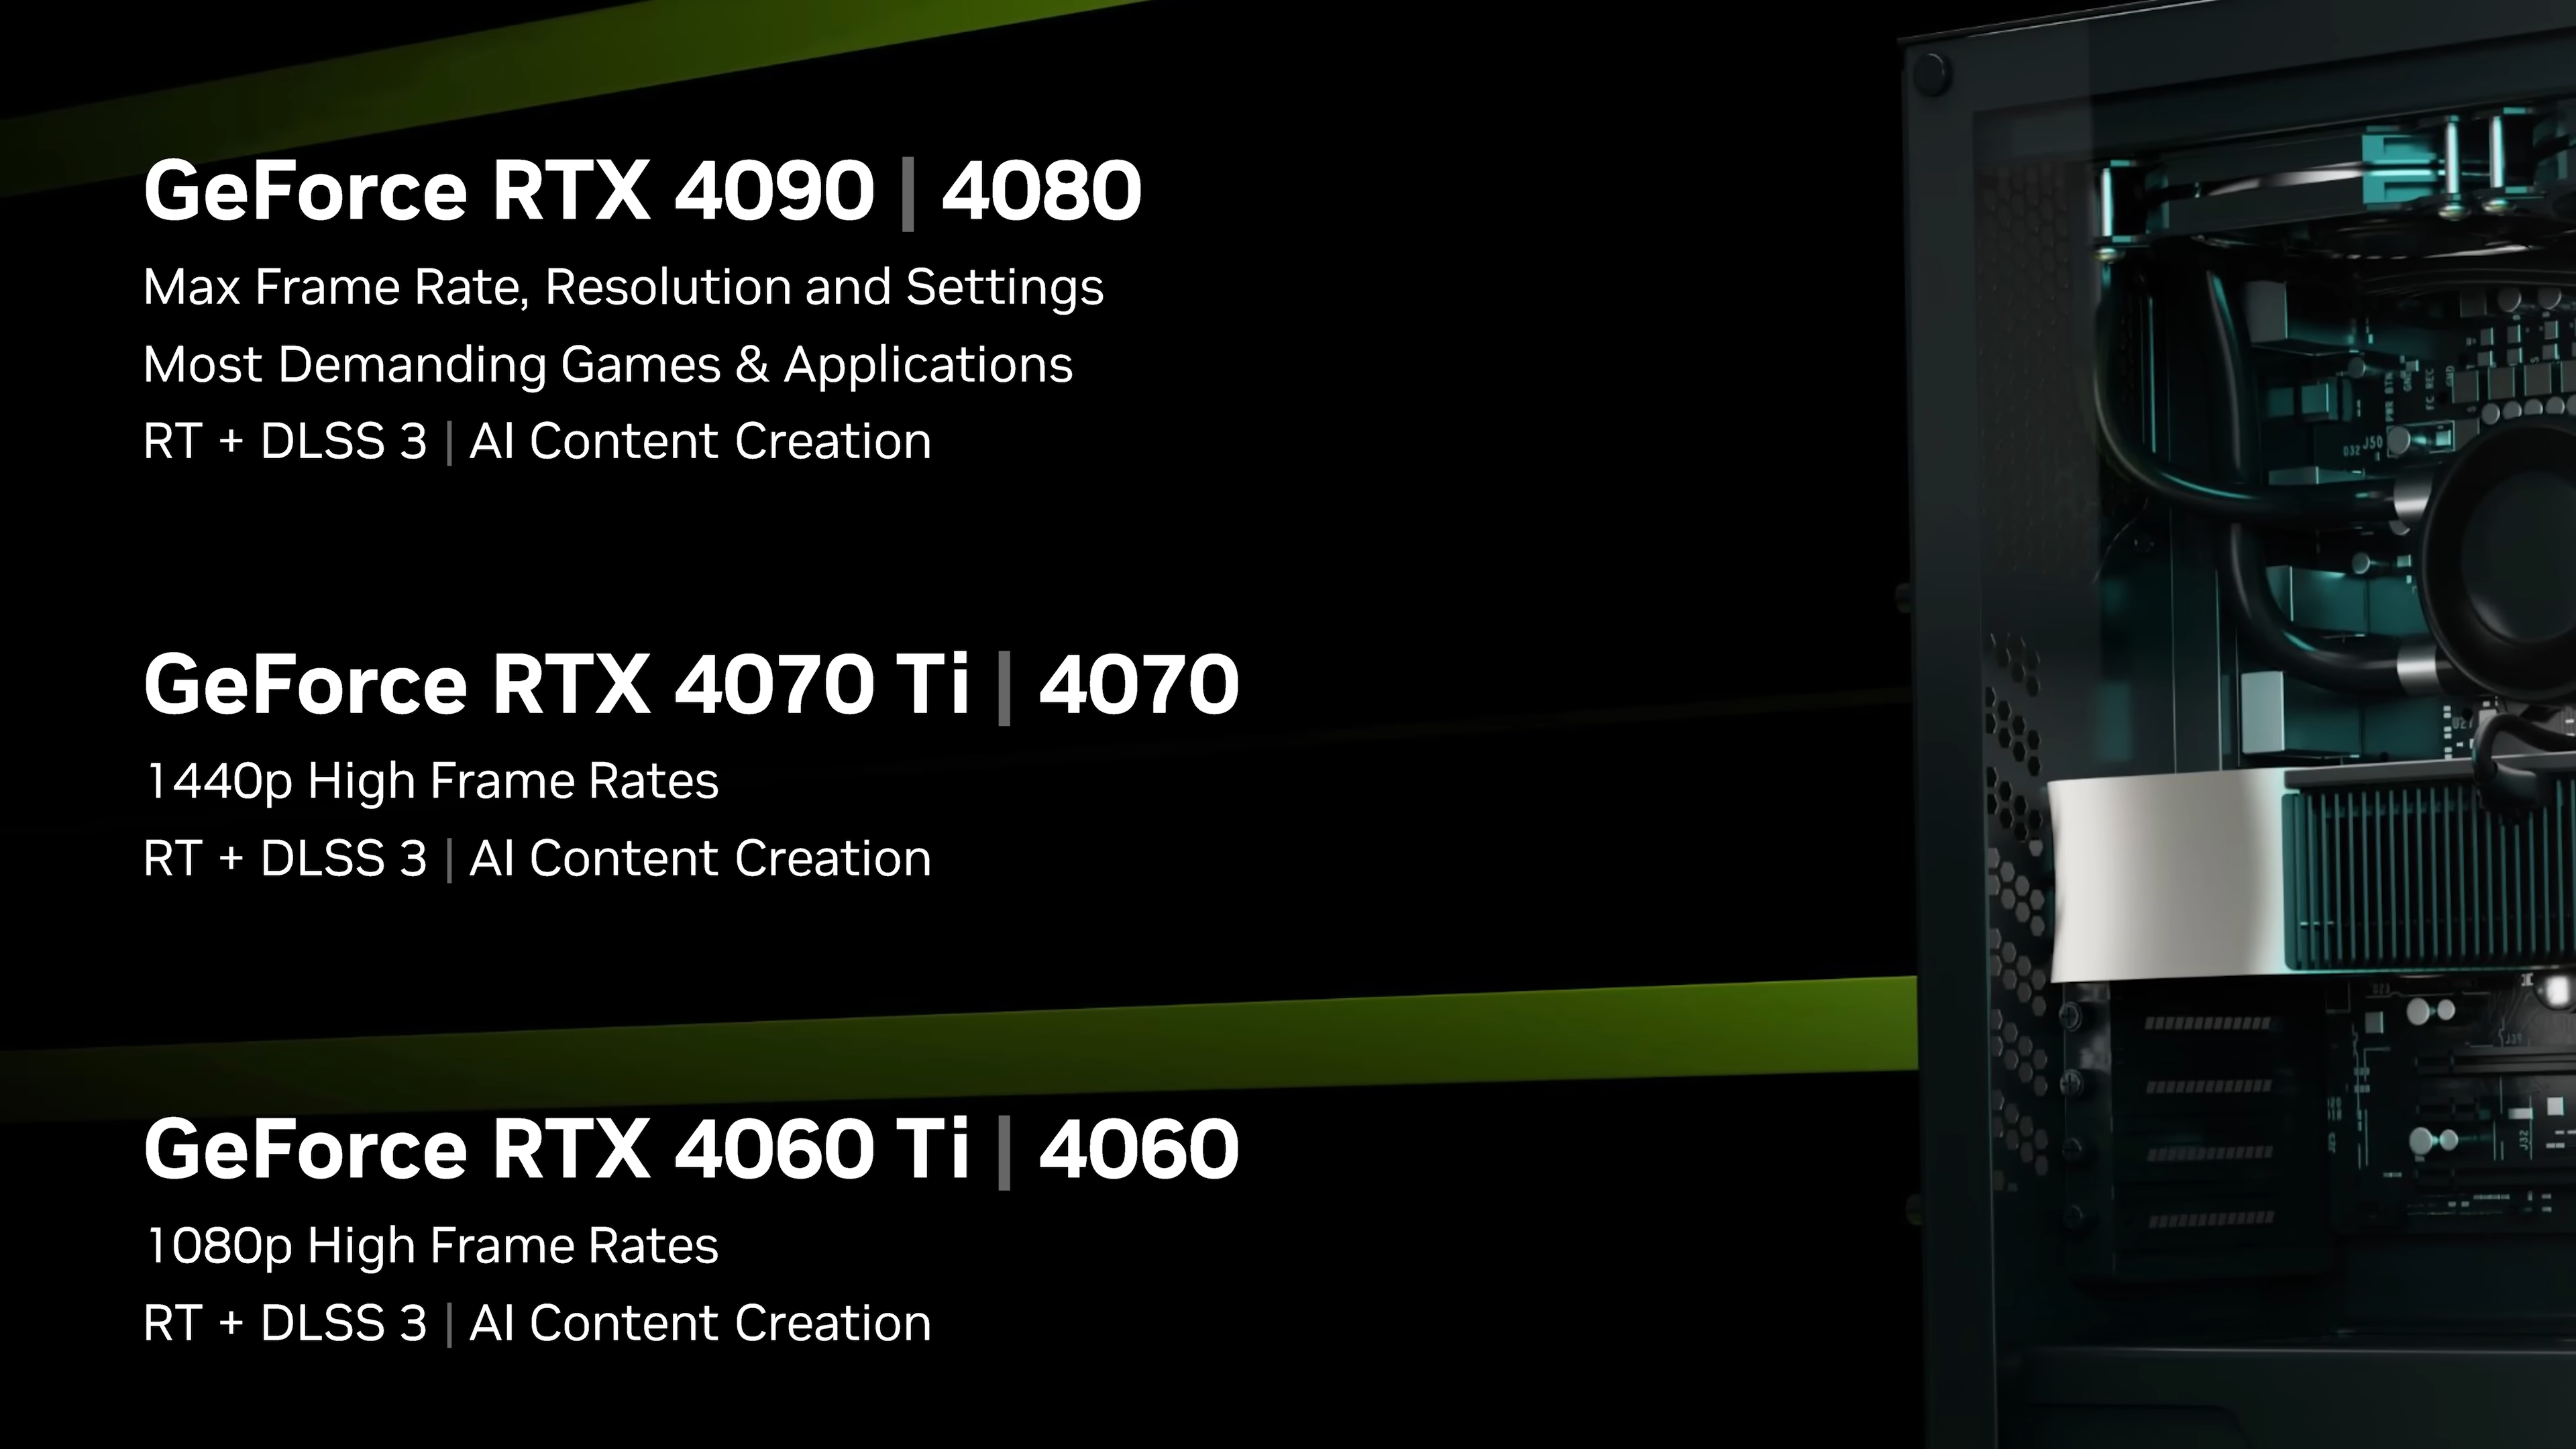 GeForce RTX 4090 | 4080
Max Frame Rate, Resolution and Settings
Most Demanding Games & Applications
RT + DLSS 3 | AI Content Creation
GeForce RTX 4070 Ti | 4070
1440p High Frame Rates
RT + DLSS 3 | AI Content Creation
GeForce RTX 4060 Ti | 4060
1080p High Frame Rates
RT + DLSS 3 | AI Content Creation
J50